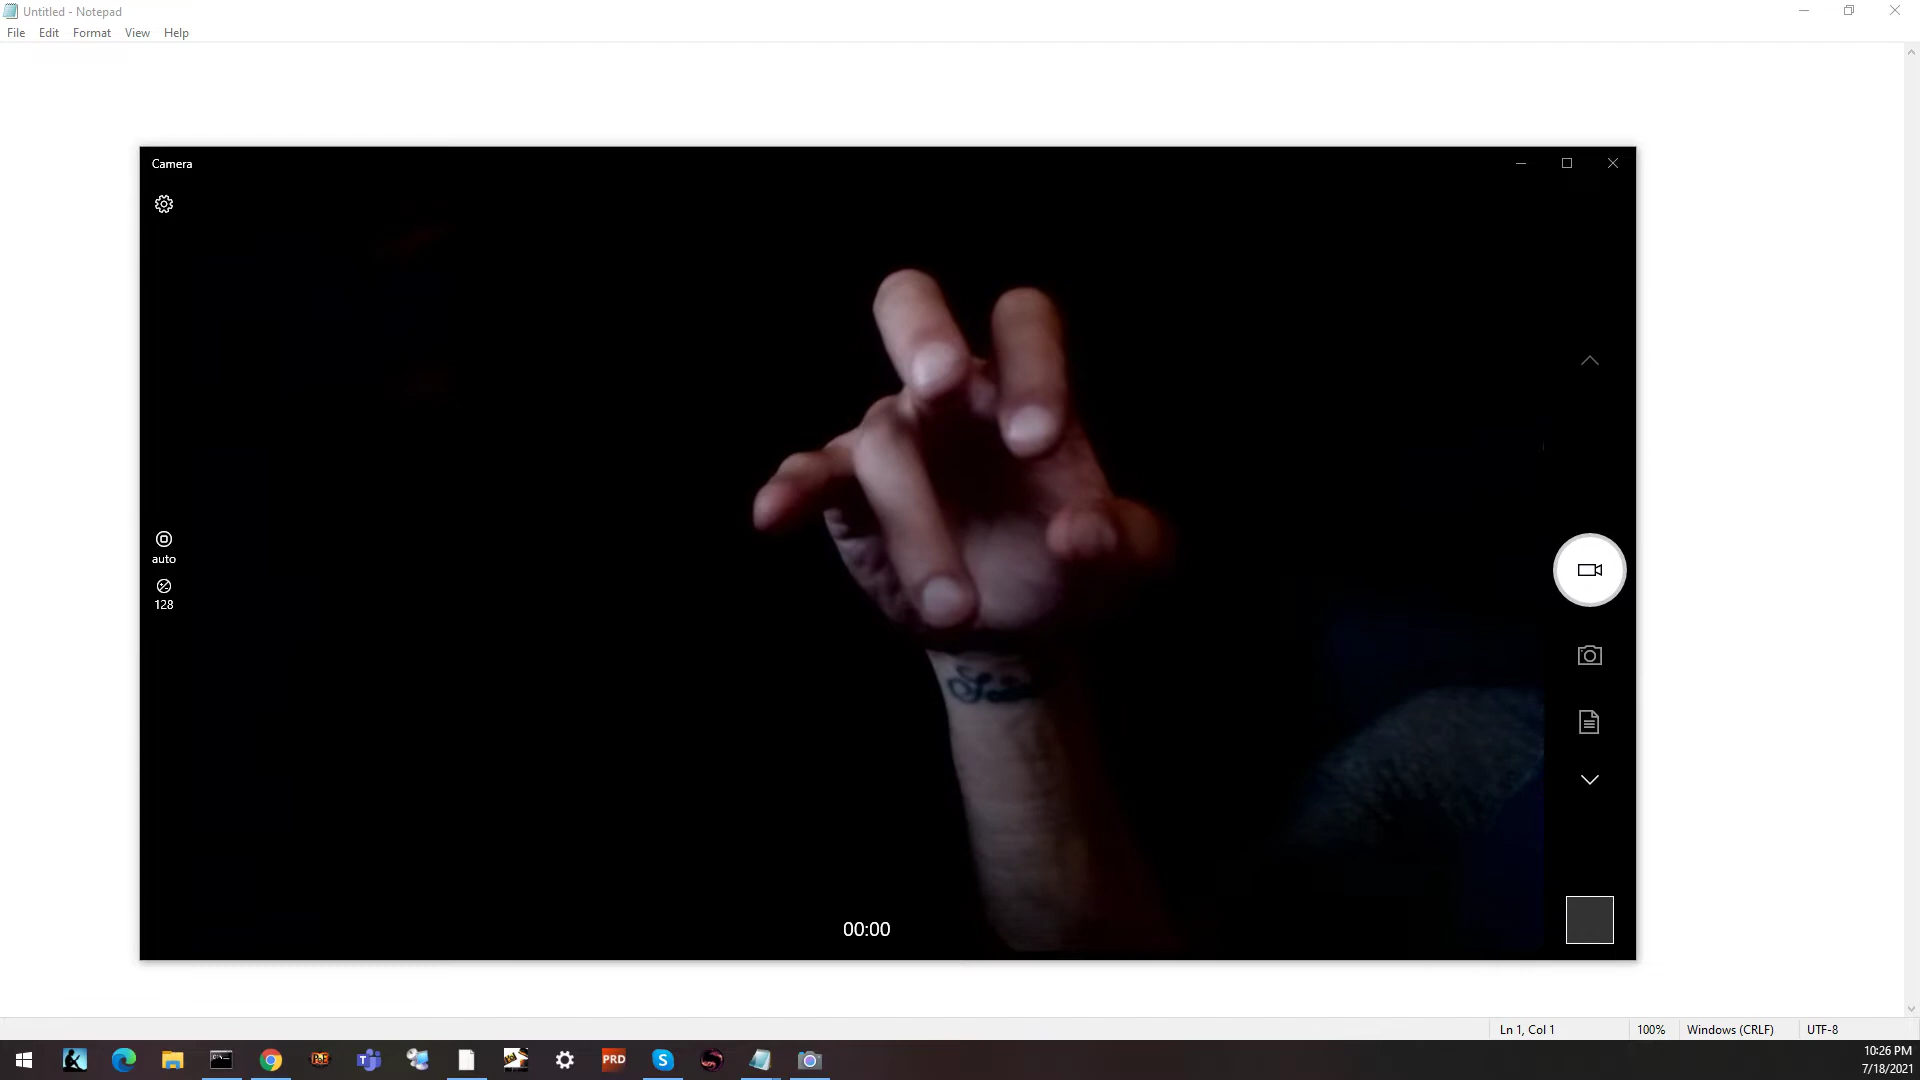 Untitled - Notepad
File Edit Format View Help
Camera
auto
128
00:00
Ln 1, Col 1 100% Windows (CRLF) UTF-8
PRD
10:26 PM
7/18/2021